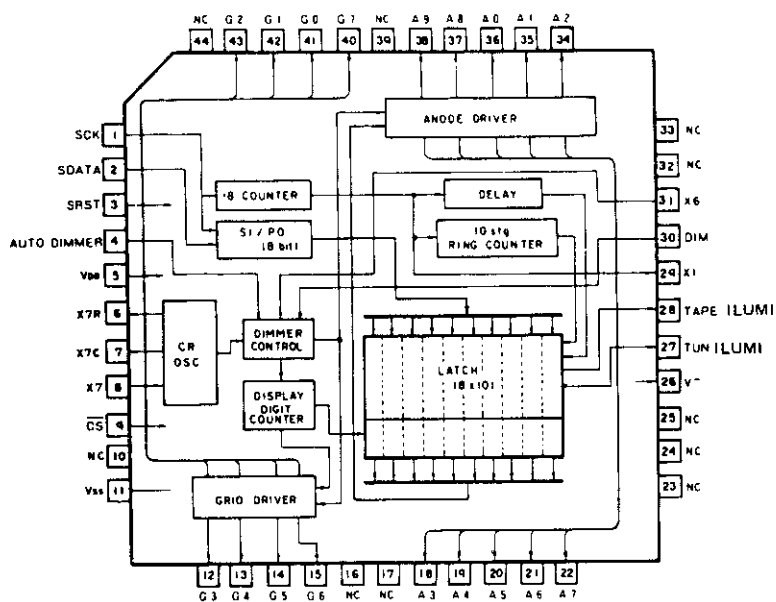 NC G2 G1 G0 G7 NC A9 A8 A0 A1 A2
44 43 42 41 40 39 38 37 36 35 34
ANODE DRIVER
SCK 1
33 NC
SDATA 2
32 NC
÷18 COUNTER
DELAY
SRST 3
31 X6
SI / PO
18 bit
10 stg
RING COUNTER
AUTO DIMMER 4
30 DIM
5
29 X1
X7R 6
28 TAPE ILUMI
CR
OSC
DIMMER
CONTROL
X7C 7
27 TUN ILUMI
LATCH
18 x 10
X7 8
26
DISPLAY
DIGIT
COUNTER
CS 9
25 NC
NC 10
24 NC
Vss 11
23 NC
GRID DRIVER
12 13 14 15 16 17 18 19 20 21 22
G3 G4 G5 G6 NC NC A3 A4 A5 A6 A7